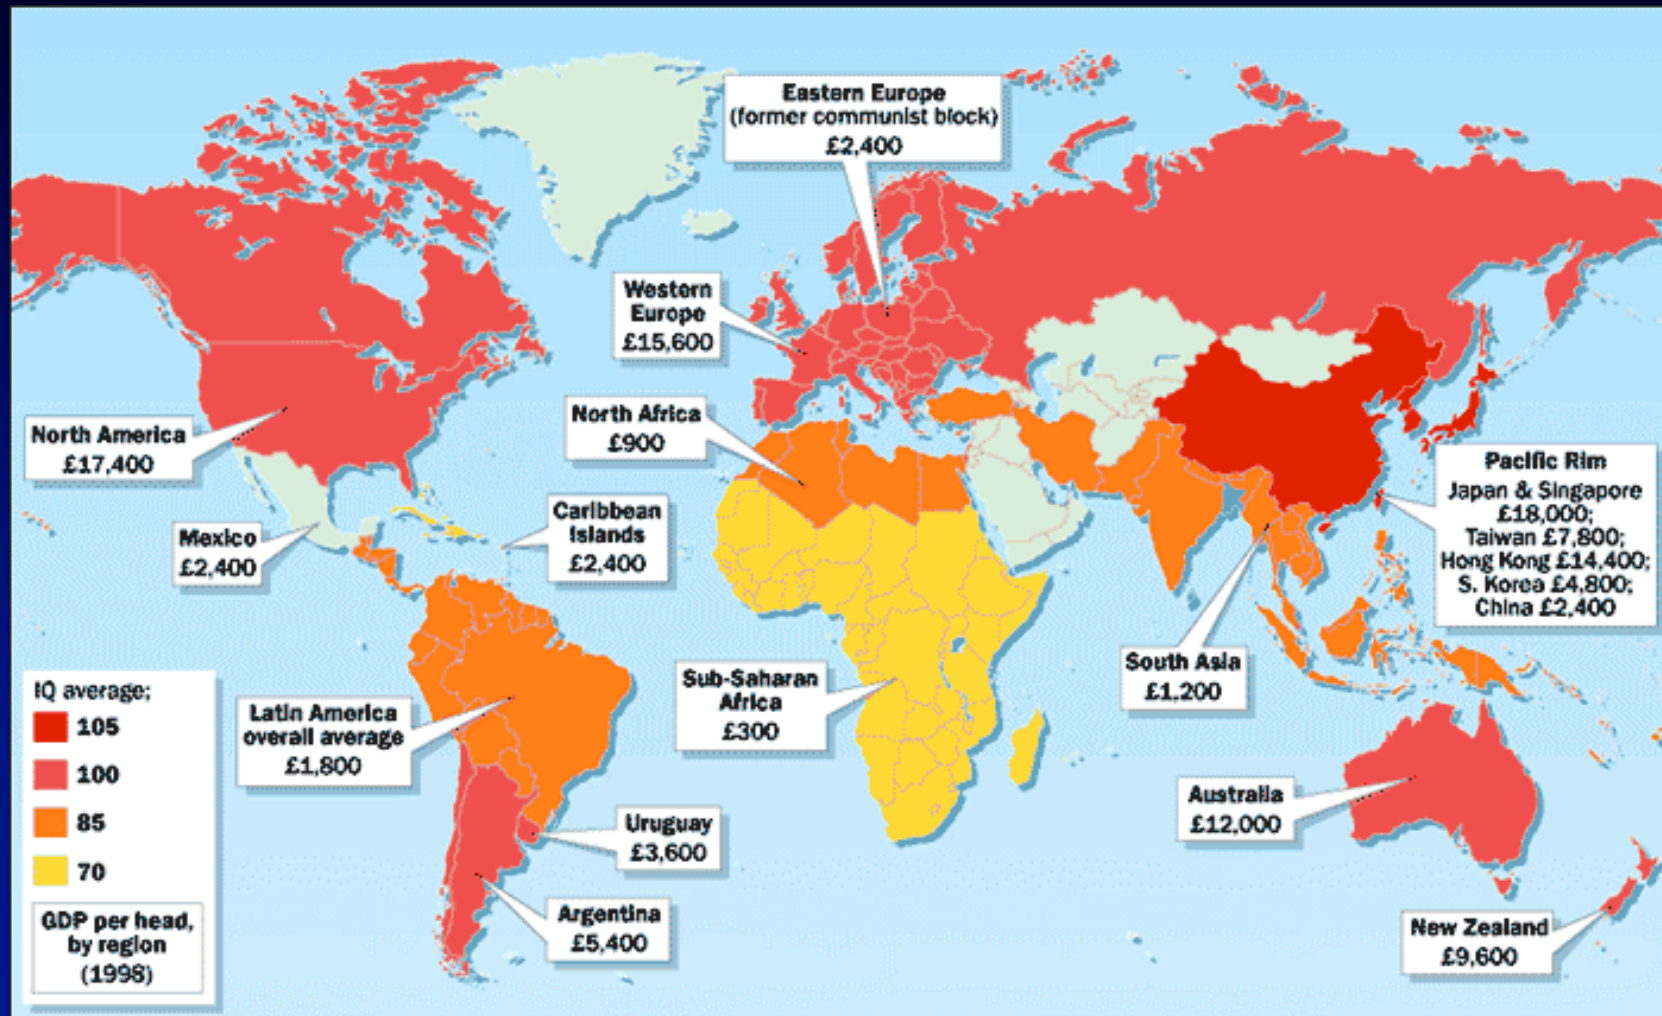 Eastern Europe
(former communist block)
£2,400
Western
Europe
£15,600
North Africa
£900
North America
£17,400
Mexico
£2,400
Caribbean
Islands
£2,400
Pacific Rim
Japan & Singapore
£18,000;
Taiwan £7,800;
Hong Kong £14,400;
S. Korea £4,800;
China £2,400
South Asia
£1,200
Sub-Saharan
Africa
£300
Latin America
overall average
£1,800
Uruguay
£3,600
Argentina
£5,400
Australia
£12,000
New Zealand
£9,600
IQ average;
105
100
85
70
GDP per head,
by region
(1998)